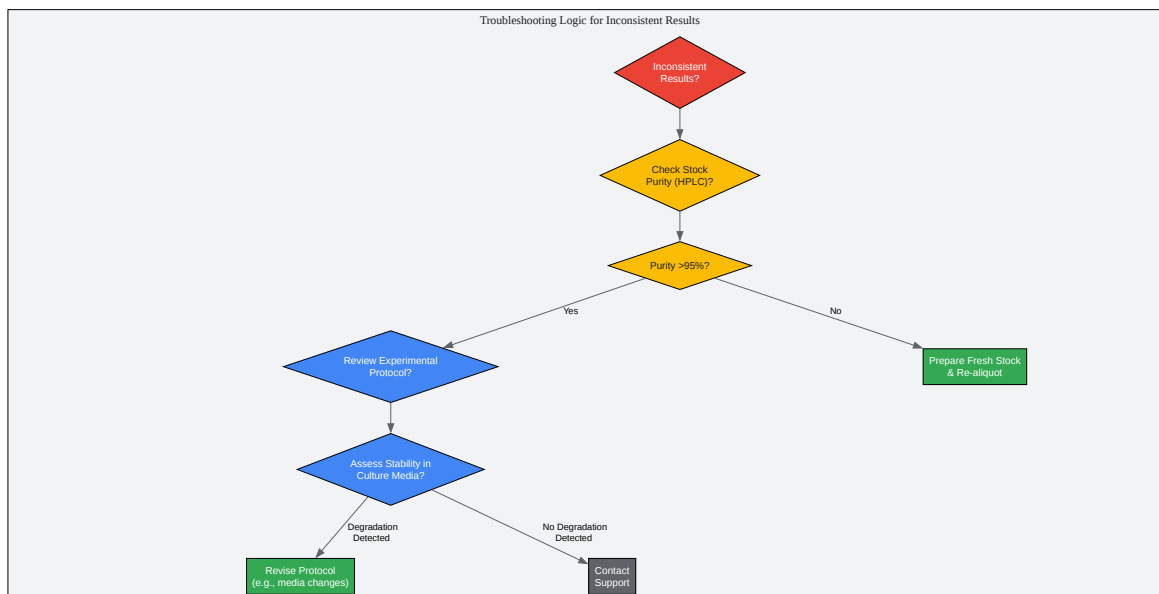 Troubleshooting Logic for Inconsistent Results
Inconsistent
Results?
Check Stock
Purity (HPLC)?
Purity >95%?
Yes
No
Review Experimental
Protocol?
Prepare Fresh Stock
& Re-aliquot
Assess Stability in
Culture Media?
Degradation
Detected
No Degradation
Detected
Revise Protocol
(e.g., media changes)
Contact
Support